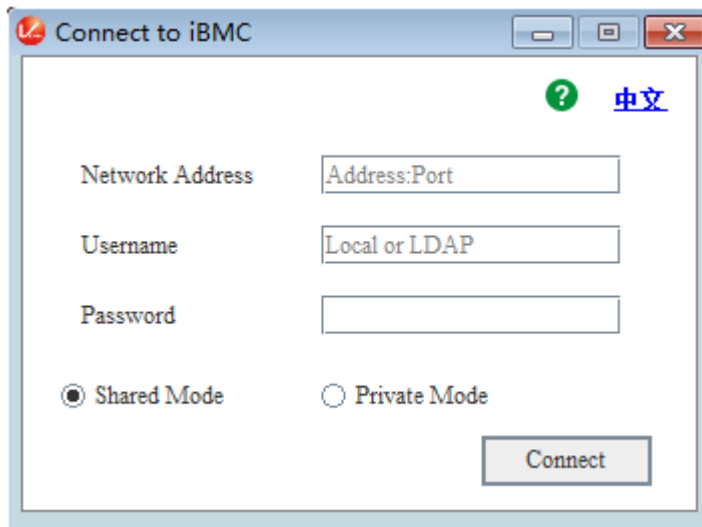 Connect to iBMC
?
中文
Network Address Address:Port
Username Local or LDAP
Password
Shared Mode Private Mode
Connect